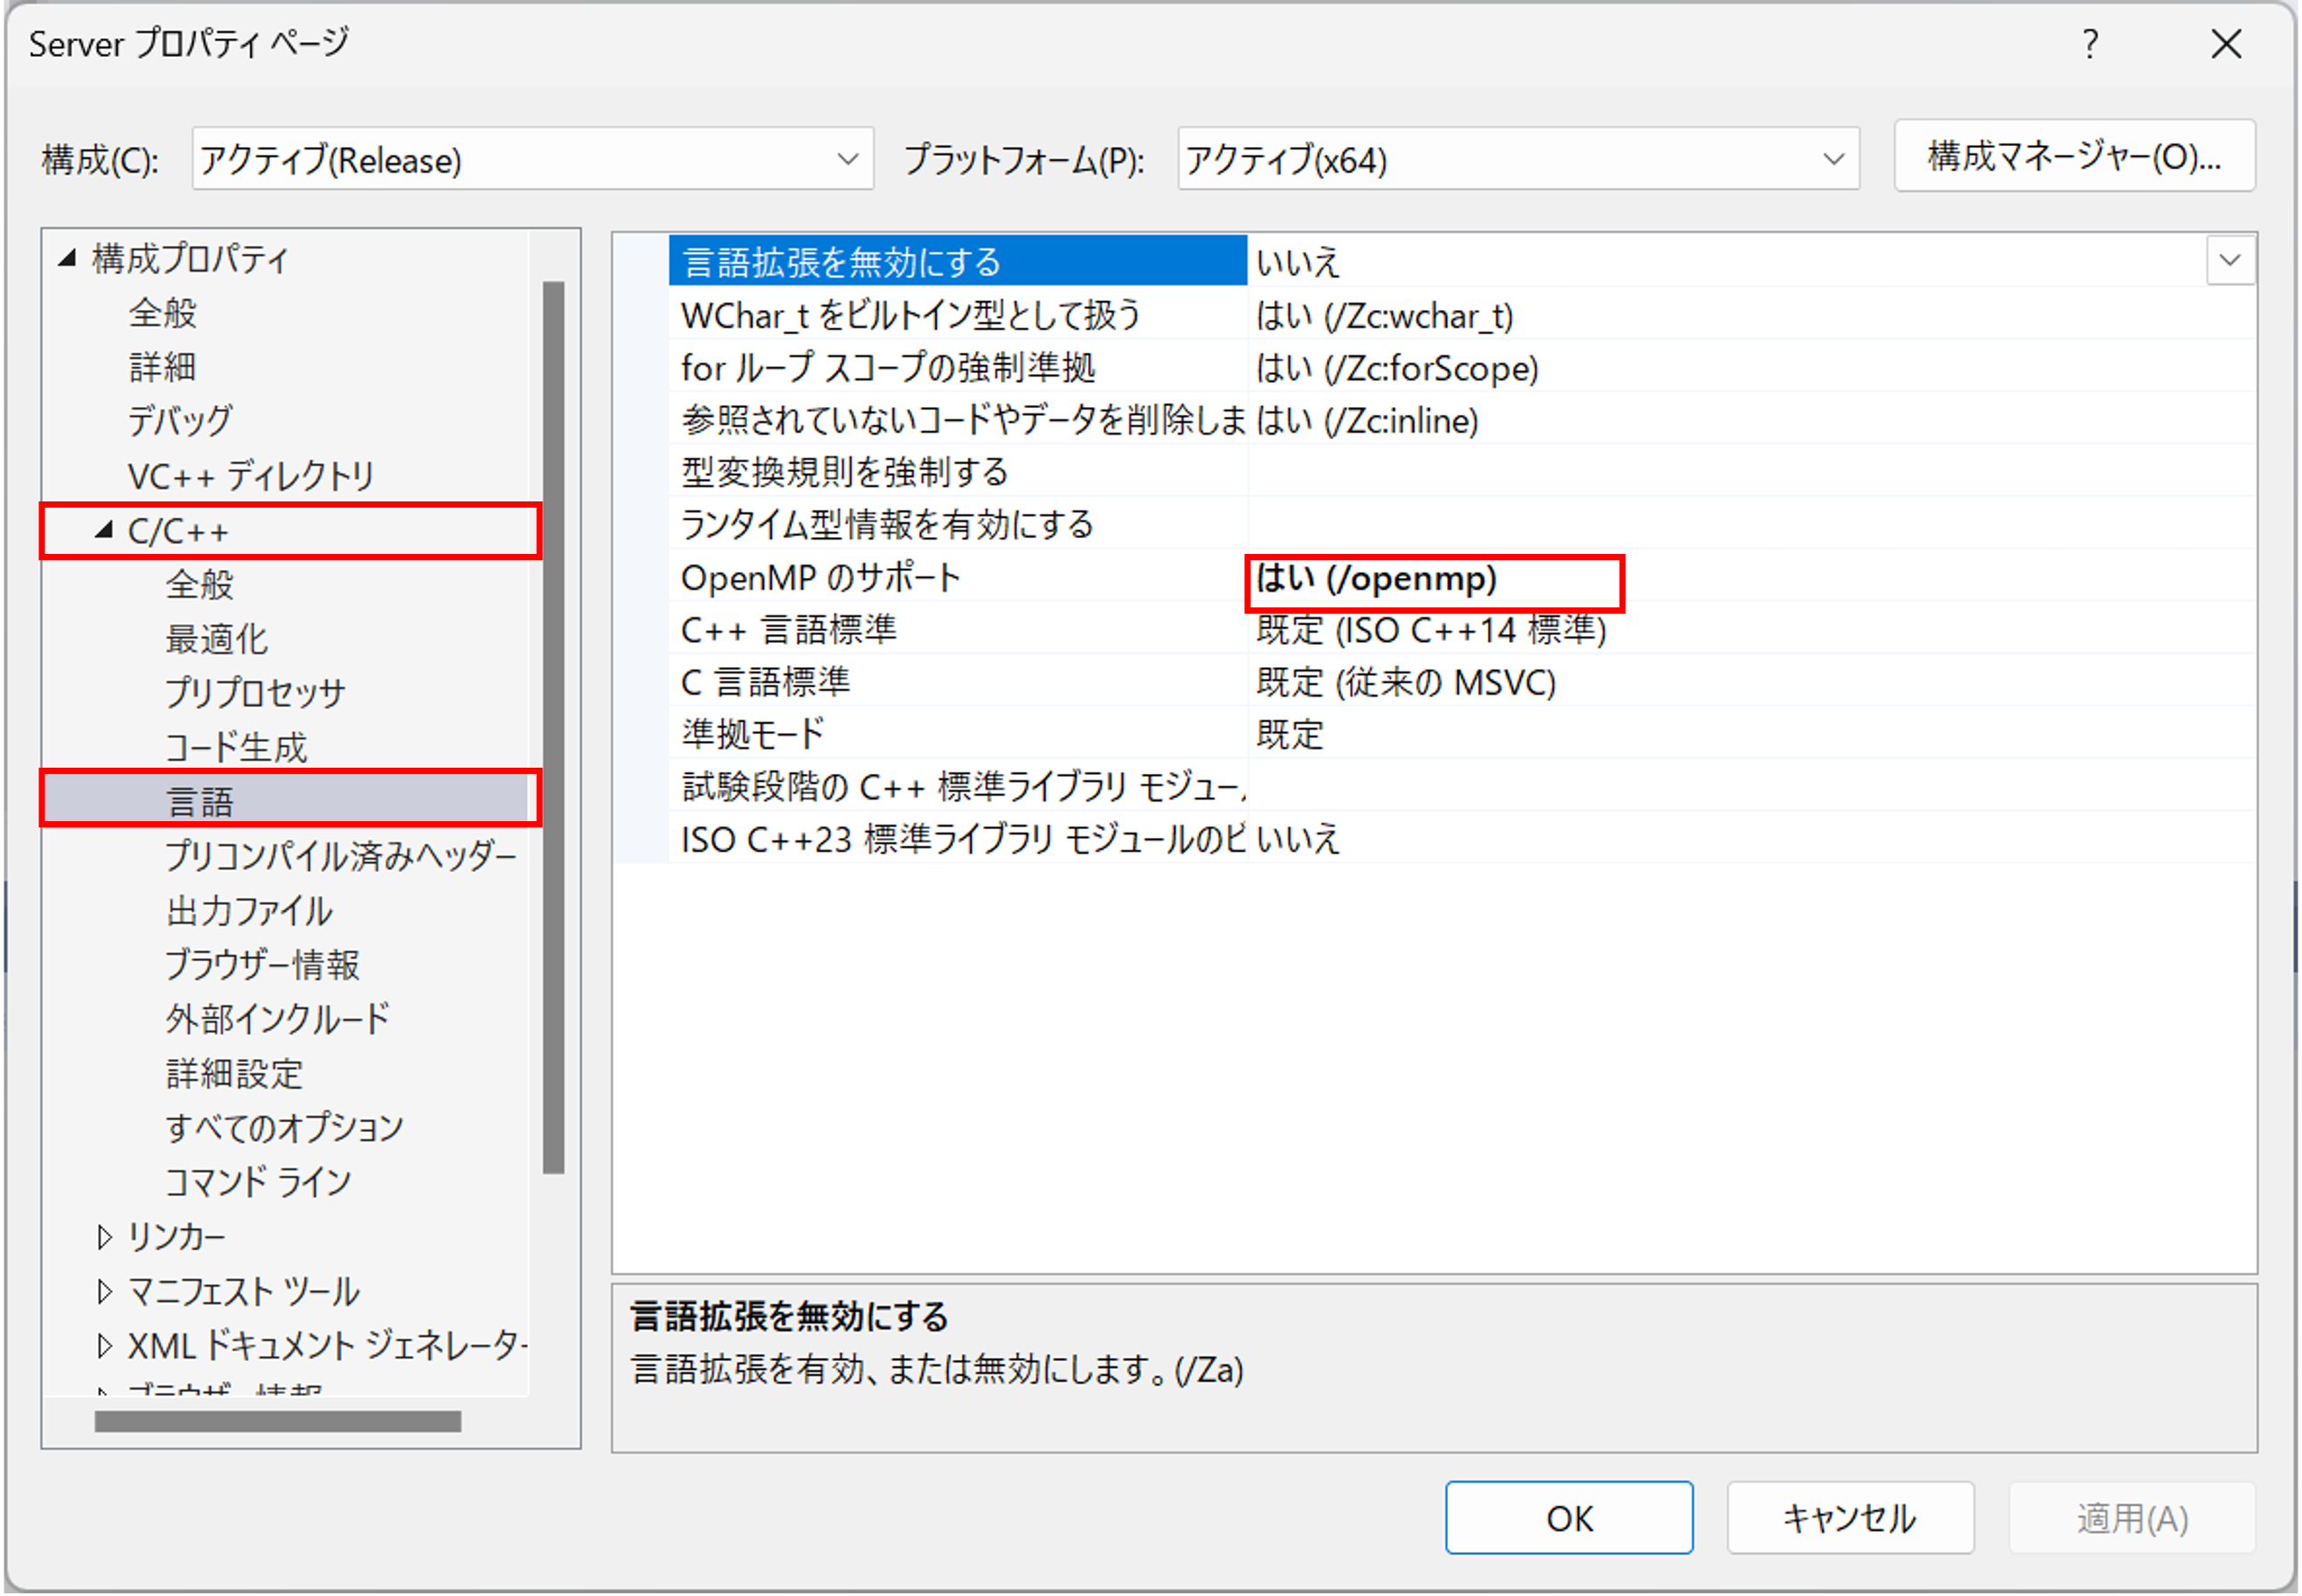 Server プロパティ ページ
?
構成(C):
アクティブ(Release)
プラットフォーム(P):
アクティブ(x64)
構成マネージャー(O)...
構成プロパティ
全般
詳細
デバッグ
VC++ ディレクトリ
C/C++
全般
最適化
プリプロセッサ
コード生成
言語
プリコンパイル済みヘッダー
出力ファイル
ブラウザー情報
外部インクルード
詳細設定
すべてのオプション
コマンド ライン
リンカー
マニフェスト ツール
XML ドキュメント ジェネレーター
ブラウザー情報
言語拡張を無効にする いいえ
WChar_t をビルトイン型として扱う はい (/Zc:wchar_t)
for ループ スコープの強制準拠 はい (/Zc:forScope)
参照されていないコードやデータを削除しま はい (/Zc:inline)
型変換規則を強制する
ランタイム型情報を有効にする
OpenMP のサポート はい (/openmp)
C++ 言語標準 既定 (ISO C++14 標準)
C 言語標準 既定 (従来の MSVC)
準拠モード 既定
試験段階の C++ 標準ライブラリ モジュー
ISO C++23 標準ライブラリ モジュールのビ いいえ
言語拡張を無効にする
言語拡張を有効、または無効にします。(/Za)
OK
キャンセル
適用(A)